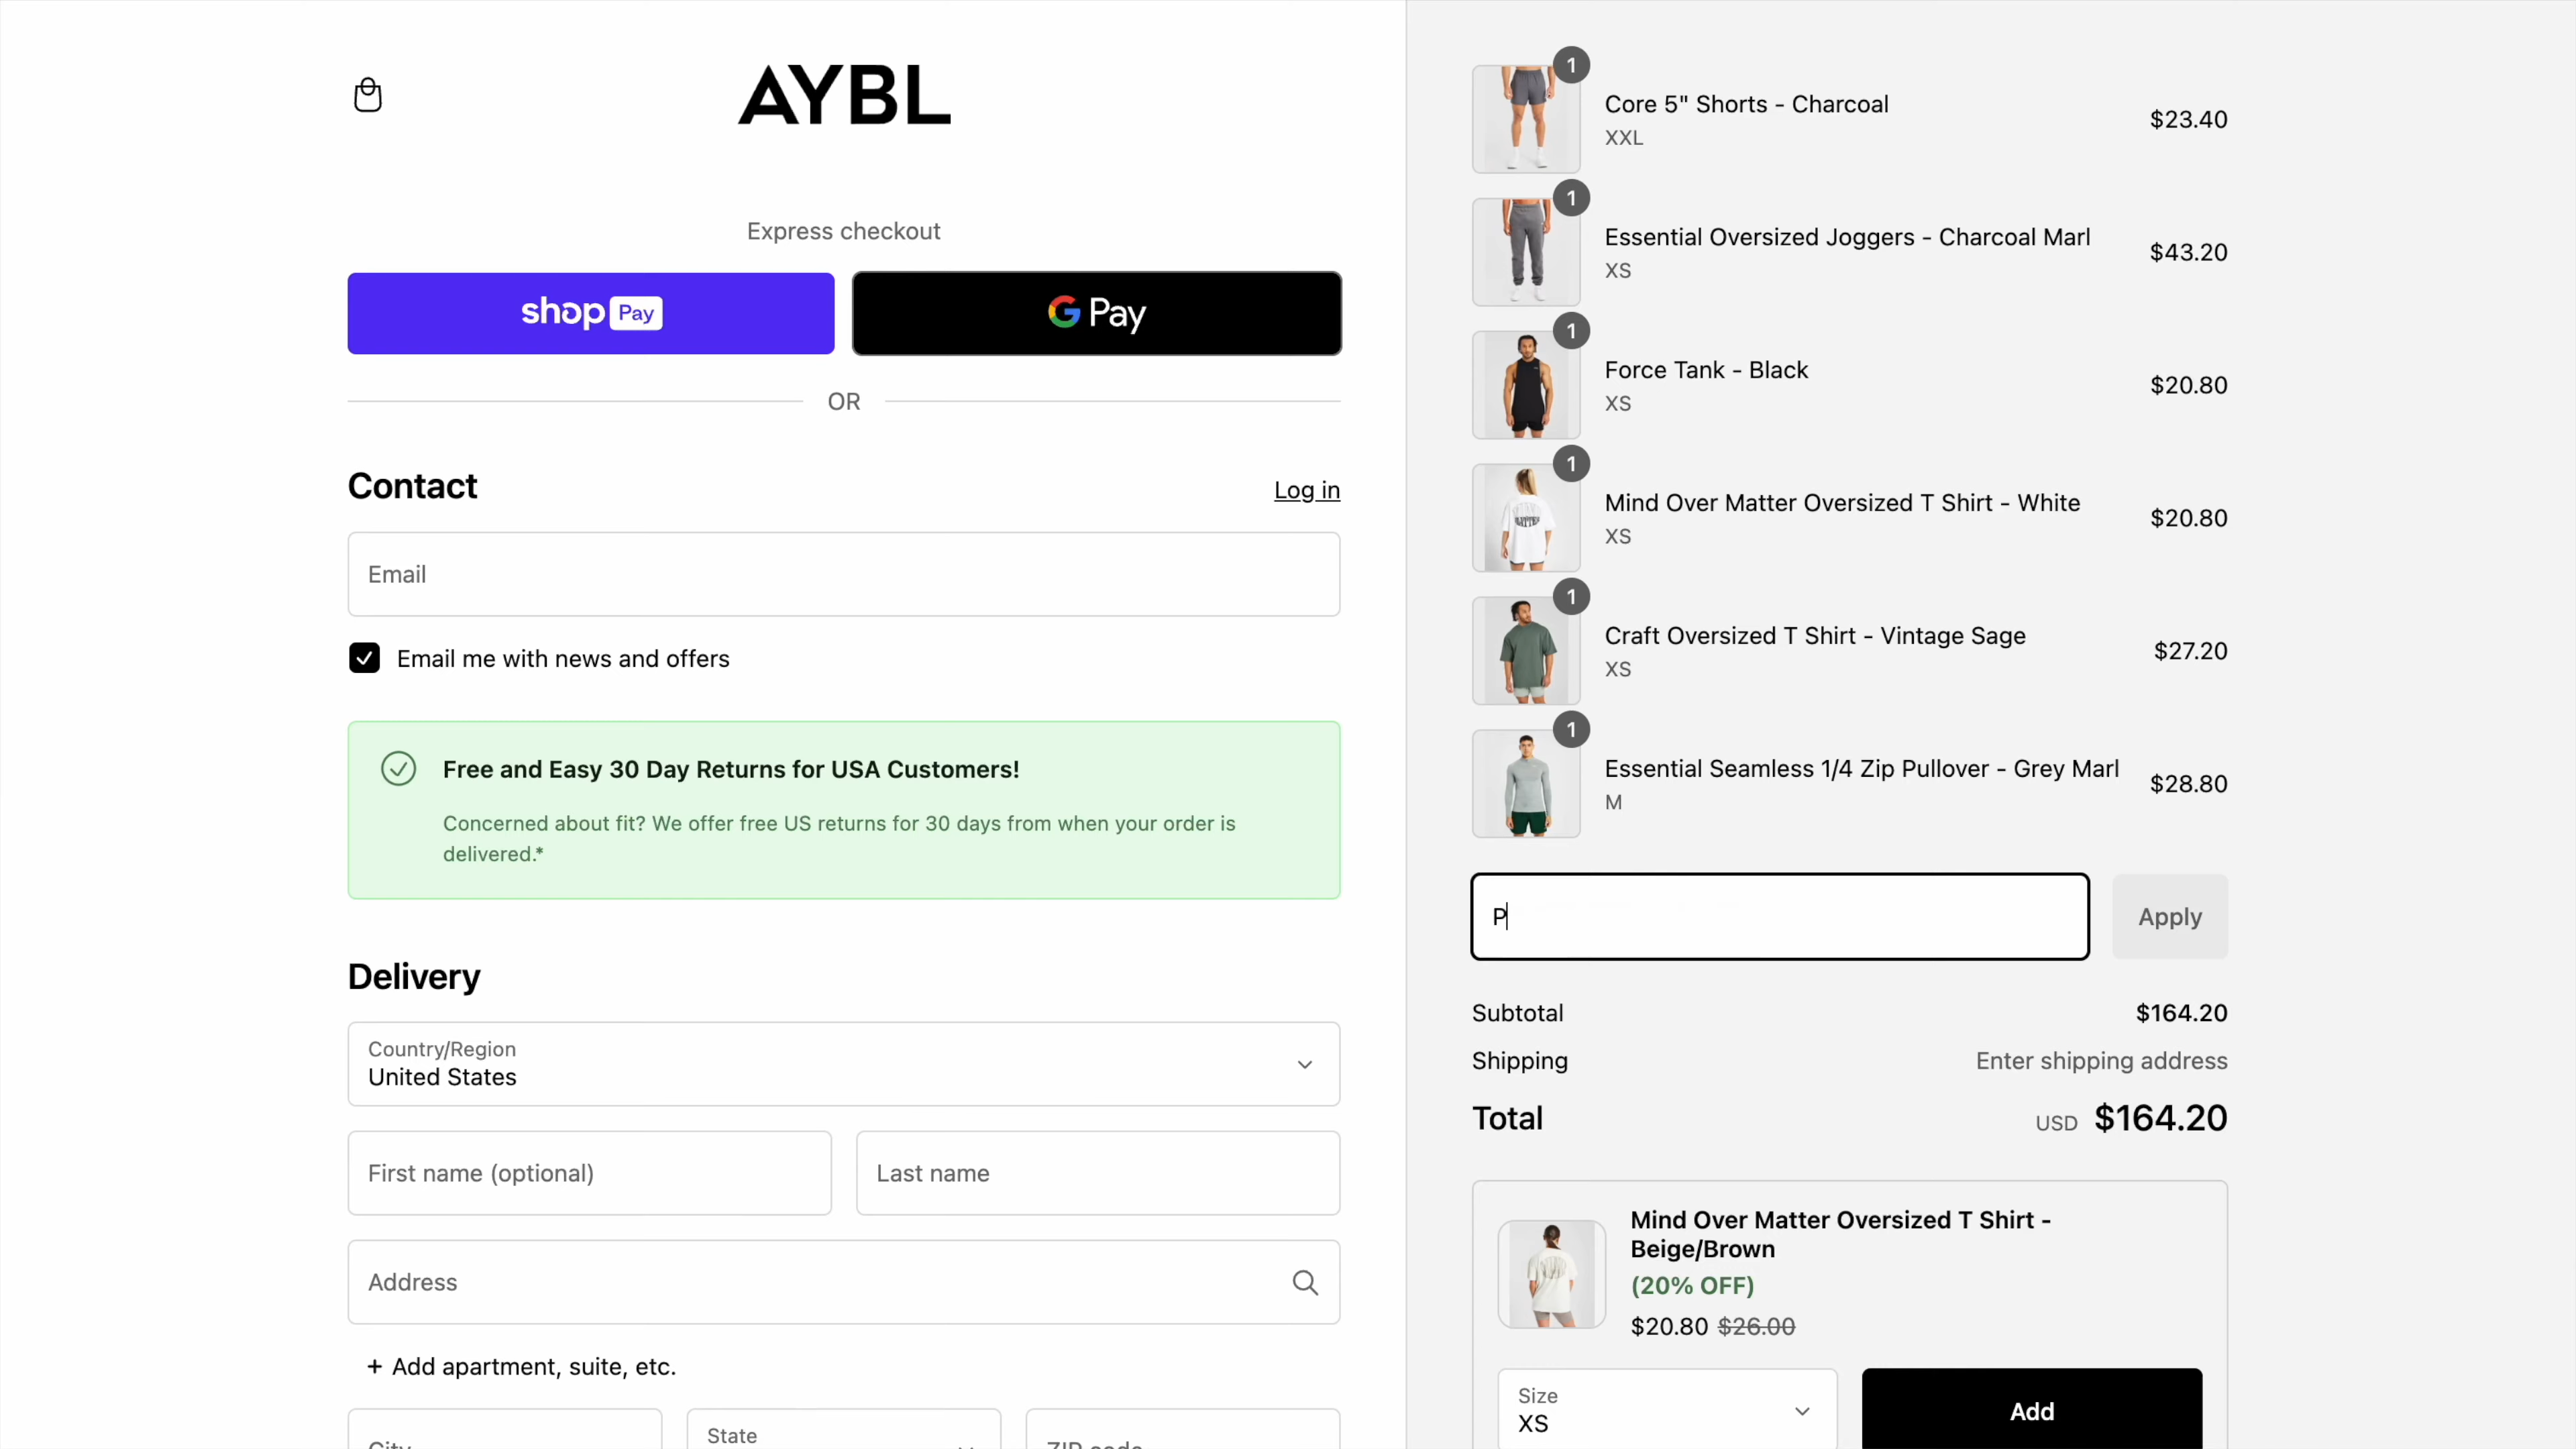 AYBL
Express checkout
shop Pay
G Pay
OR
Contact
Log in
Email
Email me with news and offers
Free and Easy 30 Day Returns for USA Customers!
Concerned about fit? We offer free US returns for 30 days from when your order is
delivered.*
Delivery
Country/Region
United States
First name (optional)
Last name
Address
+ Add apartment, suite, etc.
State
1
Core 5" Shorts - Charcoal
XXL
$23.40
1
Essential Oversized Joggers - Charcoal Marl
XS
$43.20
1
Force Tank - Black
XS
$20.80
1
Mind Over Matter Oversized T Shirt - White
XS
$20.80
1
Craft Oversized T Shirt - Vintage Sage
XS
$27.20
1
Essential Seamless 1/4 Zip Pullover - Grey Marl
M
$28.80
P
Apply
Subtotal
$164.20
Shipping
Enter shipping address
Total
USD $164.20
Mind Over Matter Oversized T Shirt -
Beige/Brown
(20% OFF)
$20.80 $26.00
Size
XS
Add